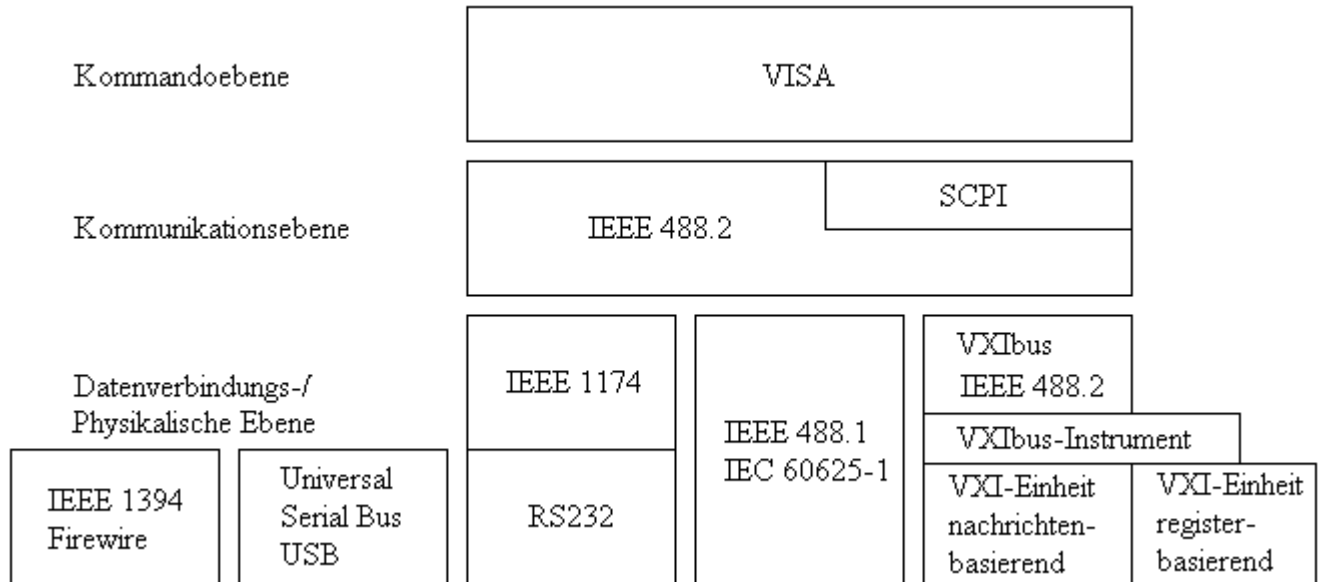 Kommandoebene
VISA
Kommunikationsebene
IEEE 488.2
SCPI
Datenverbindungs-/
Physikalische Ebene
IEEE 1174
IEEE 488.1
IEC 60625-1
VXIbus
IEEE 488.2
VXIbus-Instrument
IEEE 1394
Firewire
Universal
Serial Bus
USB
RS232
VXI-Einheit
nachrichten-
basierend
VXI-Einheit
register-
basierend